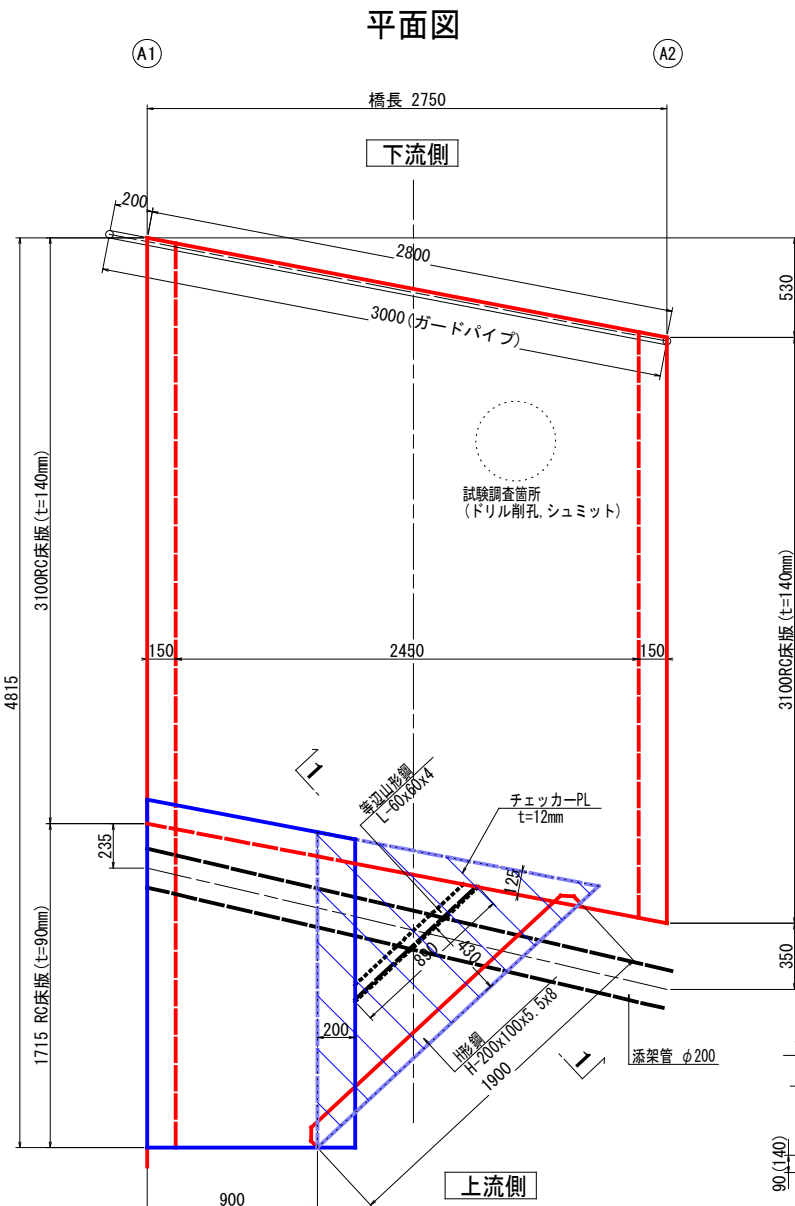 平面図
A1
A2
橋長 2750
下流側
200
2800
3000(ガードパイプ)
530
試験調査箇所
(ドリル削孔,シュミット)
3100RC床版(t=140mm)
3100RC床版(t=140mm)
4815
150
2450
150
1
等辺山形鋼
L-60x60x4
チェッカーPL
t=12mm
235
125
890
430
350
1715 RC床版(t=90mm)
200
H形鋼
H-200x100x5.5x8
1900
1
添架管 φ200
90(140)
上流側
900